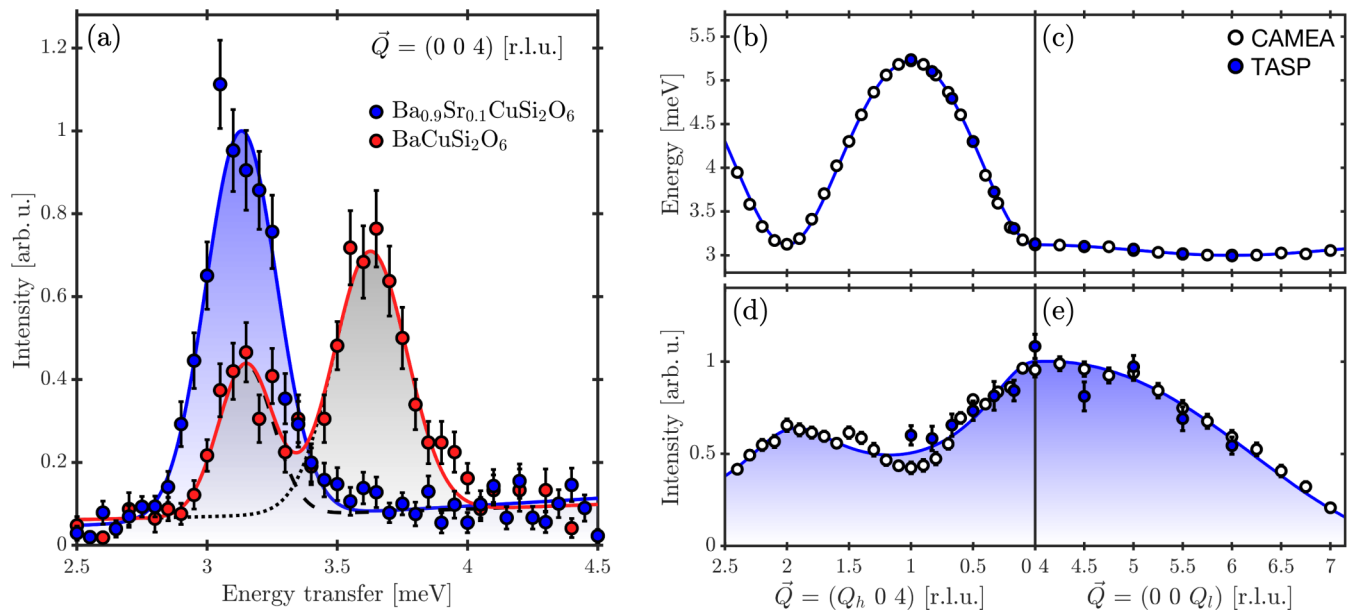 (a)
Q⃗ = (0 0 4) [r.l.u.]
Ba₀.₉Sr₀.₁CuSi₂O₆
BaCuSi₂O₆
Intensity [arb. u.]
1.2
1
0.8
0.6
0.4
0.2
0
2.5 3 3.5 4 4.5
Energy transfer [meV]
(b)
Energy [meV]
5.5
5
4.5
4
3.5
3
(c)
CAMEA
TASP
(d)
Intensity [arb. u.]
1
0.5
0
2.5 2 1.5 1 0.5 0
Q⃗ = (Qₕ 0 4) [r.l.u.]
(e)
4 4.5 5 5.5 6 6.5 7
Q⃗ = (0 0 Qₗ) [r.l.u.]